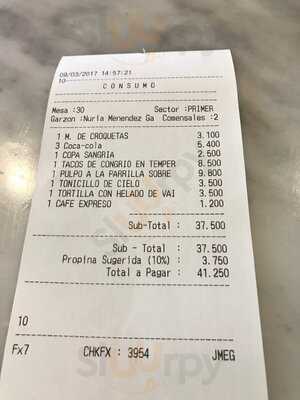 09/03/2017 14:57:21
10
CONSUMO
Mesa :30 Sector :PRIMER
Garzon :Nuria Menendez Ga Comensales :2
1 M. DE CROQUETAS 3.100
3 Coca-cola 5.400
1 COPA SANGRIA 2.500
1 TACOS DE CONGRIO EN TEMPER 8.500
1 PULPO A LA PARRILLA SOBRE 9.800
1 TONICILLO DE CIELO 3.500
1 TORTILLA CON HELADO DE VAI 3.500
1 CAFE EXPRESO 1.200
Sub-Total : 37.500
Sub - Total : 37.500
Propina Sugerida (10%) : 3.750
Total a Pagar : 41.250
10
Fx7 CHKFX : 3954 JMEG